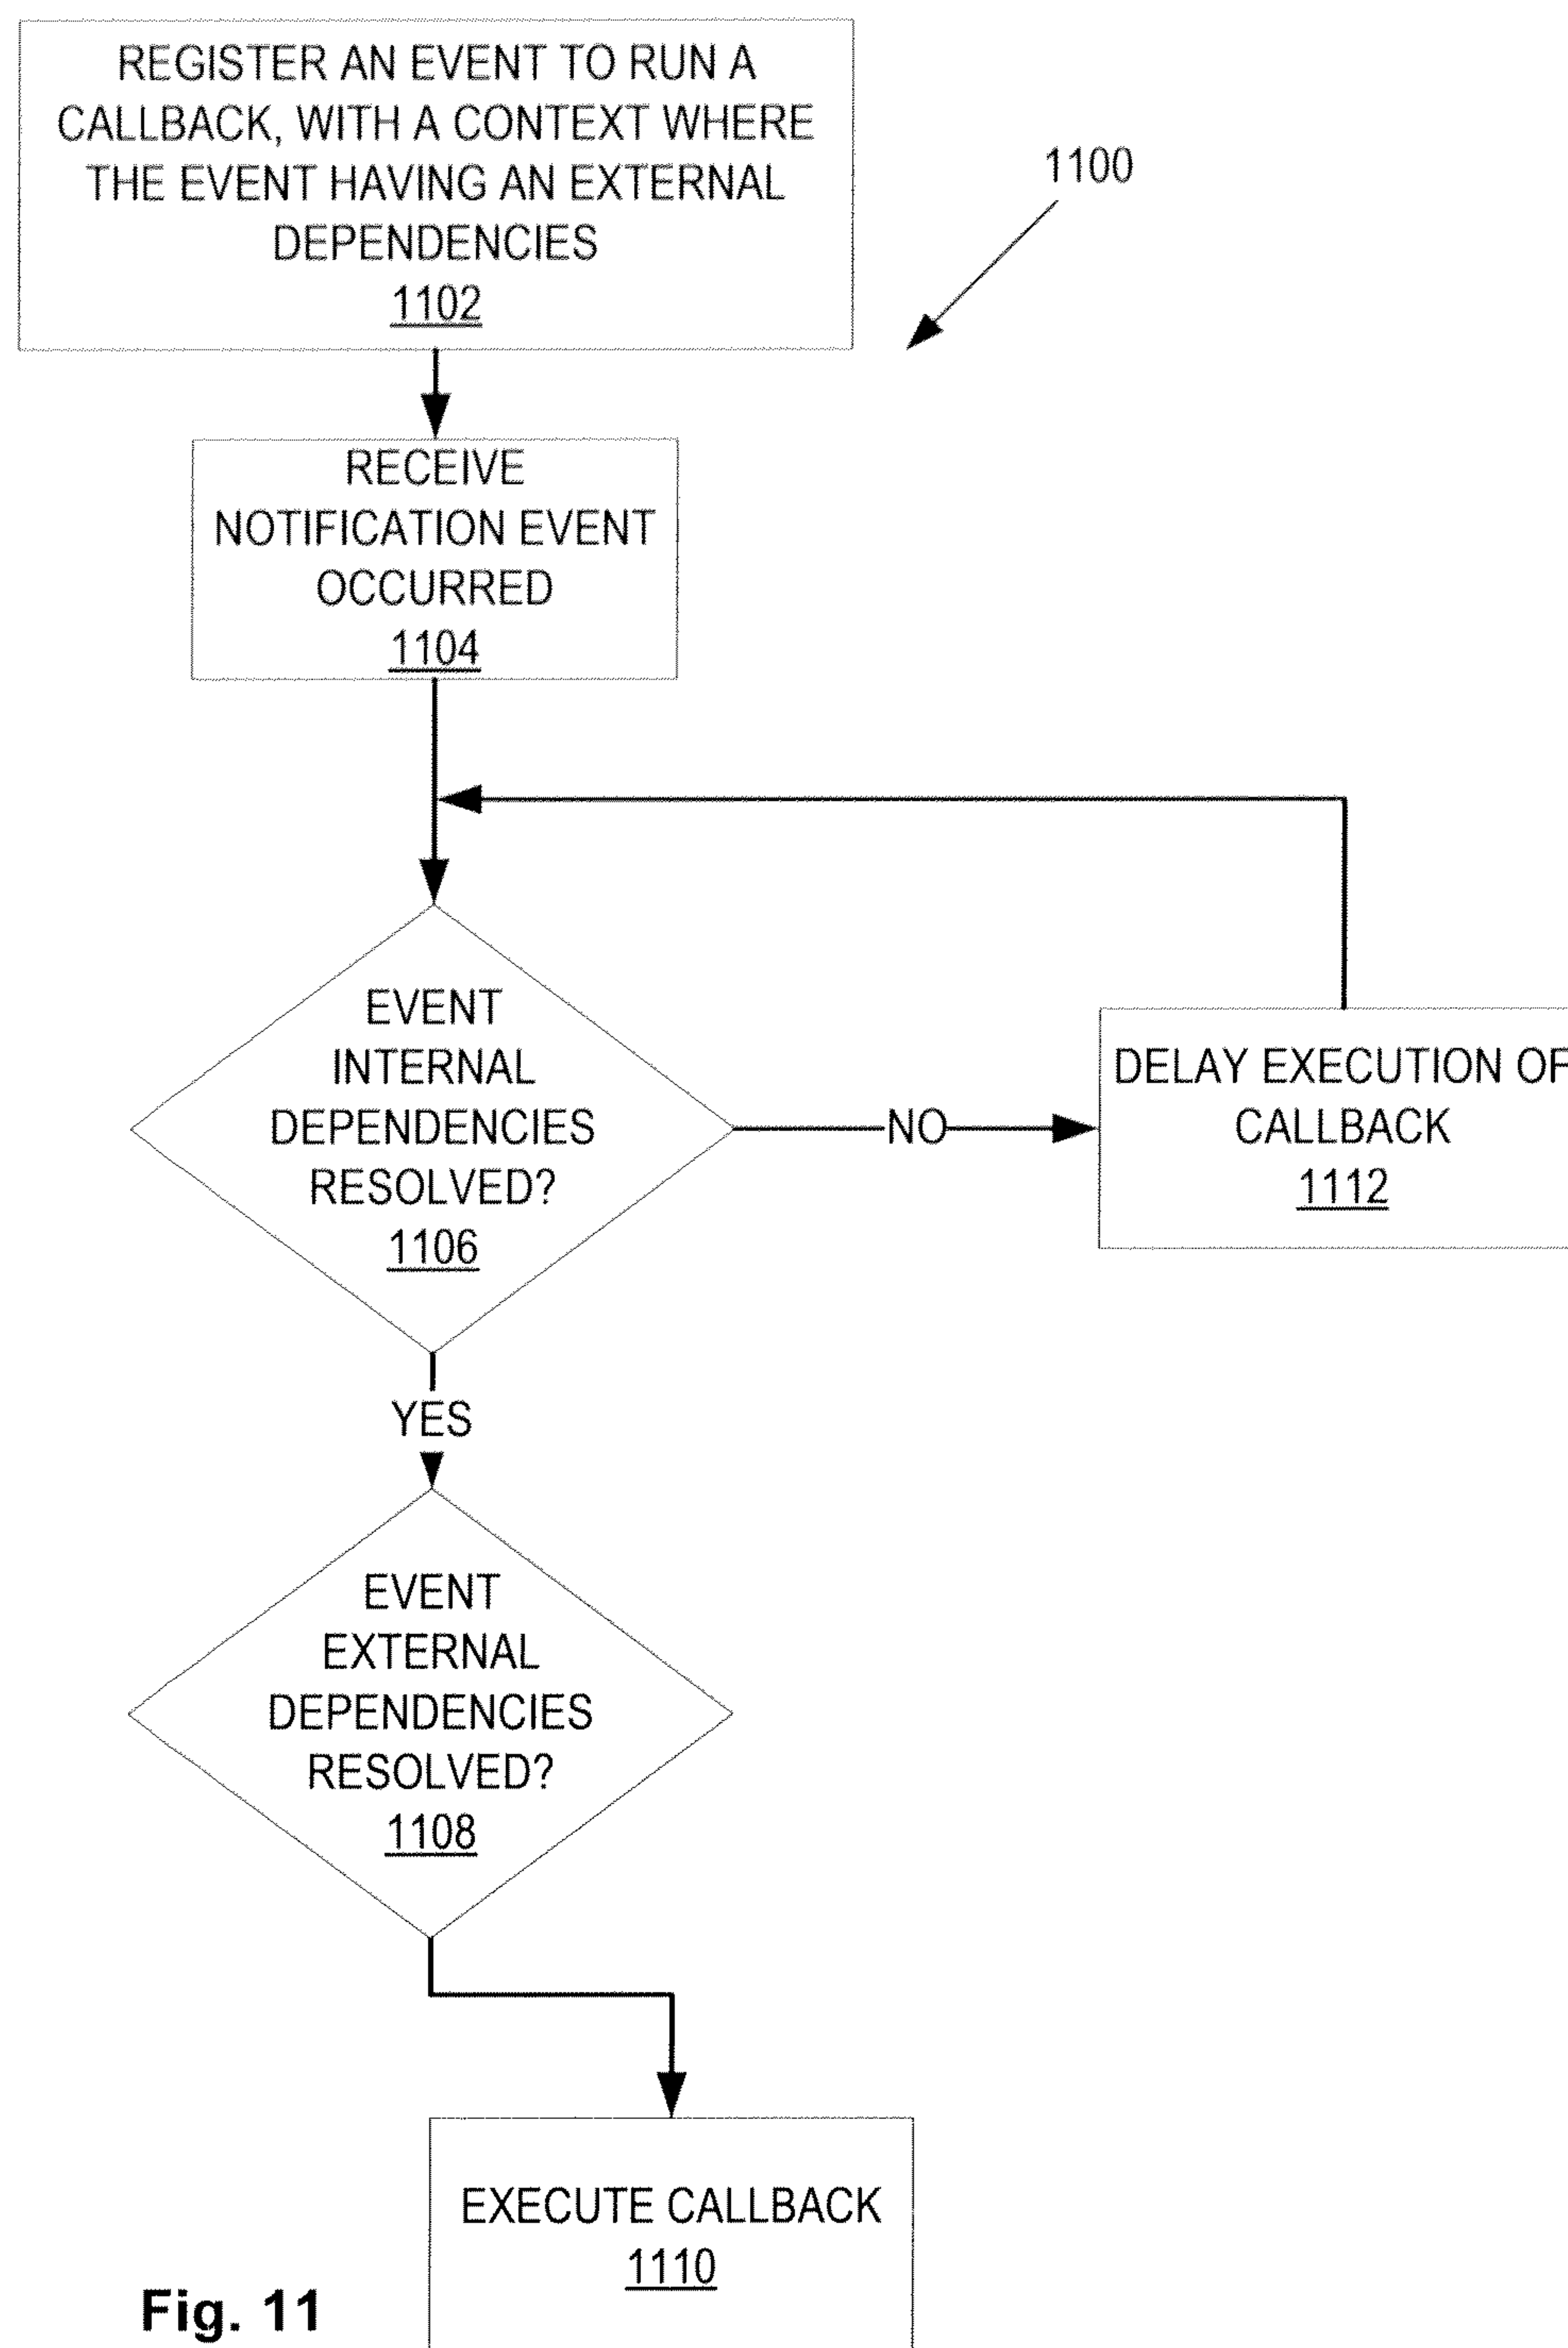 REGISTER AN EVENT TO RUN A
CALLBACK, WITH A CONTEXT WHERE
THE EVENT HAVING AN EXTERNAL
DEPENDENCIES
1102
1100
RECEIVE
NOTIFICATION EVENT
OCCURRED
1104
EVENT
INTERNAL
DEPENDENCIES
RESOLVED?
1106
NO
DELAY EXECUTION OF
CALLBACK
1112
YES
EVENT
EXTERNAL
DEPENDENCIES
RESOLVED?
1108
EXECUTE CALLBACK
1110
Fig. 11